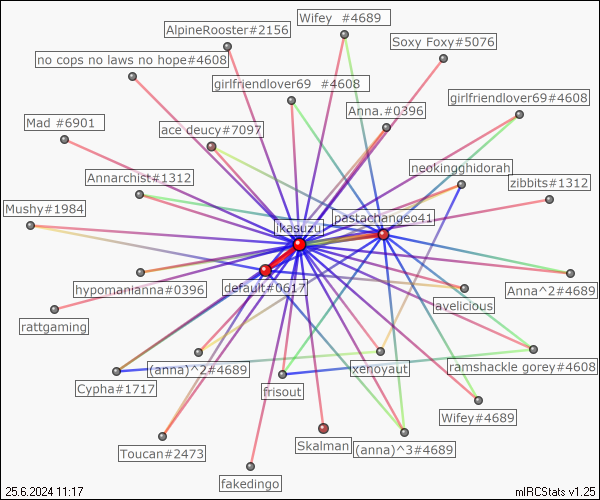 Wifey  #4689
AlpineRooster#2156
Soxy Foxy#5076
no cops no laws no hope#4608
girlfriendlover69  #4608
girlfriendlover69#4608
Anna.#0396
Mad #6901
ace deucy#7097
neokingghidorah
Annarchist#1312
zibbits#1312
Mushy#1984
pastachangeo41
ikasuzu
hypomanianna#0396
default#0617
Anna^2#4689
avelicious
rattgaming
(anna)^2#4689
xenoyaut
ramshackle gorey#4608
Cypha#1717
frisout
Wifey#4689
Toucan#2473
Skalman
(anna)^3#4689
fakedingo
25.6.2024 11:17
mIRCStats v1.25